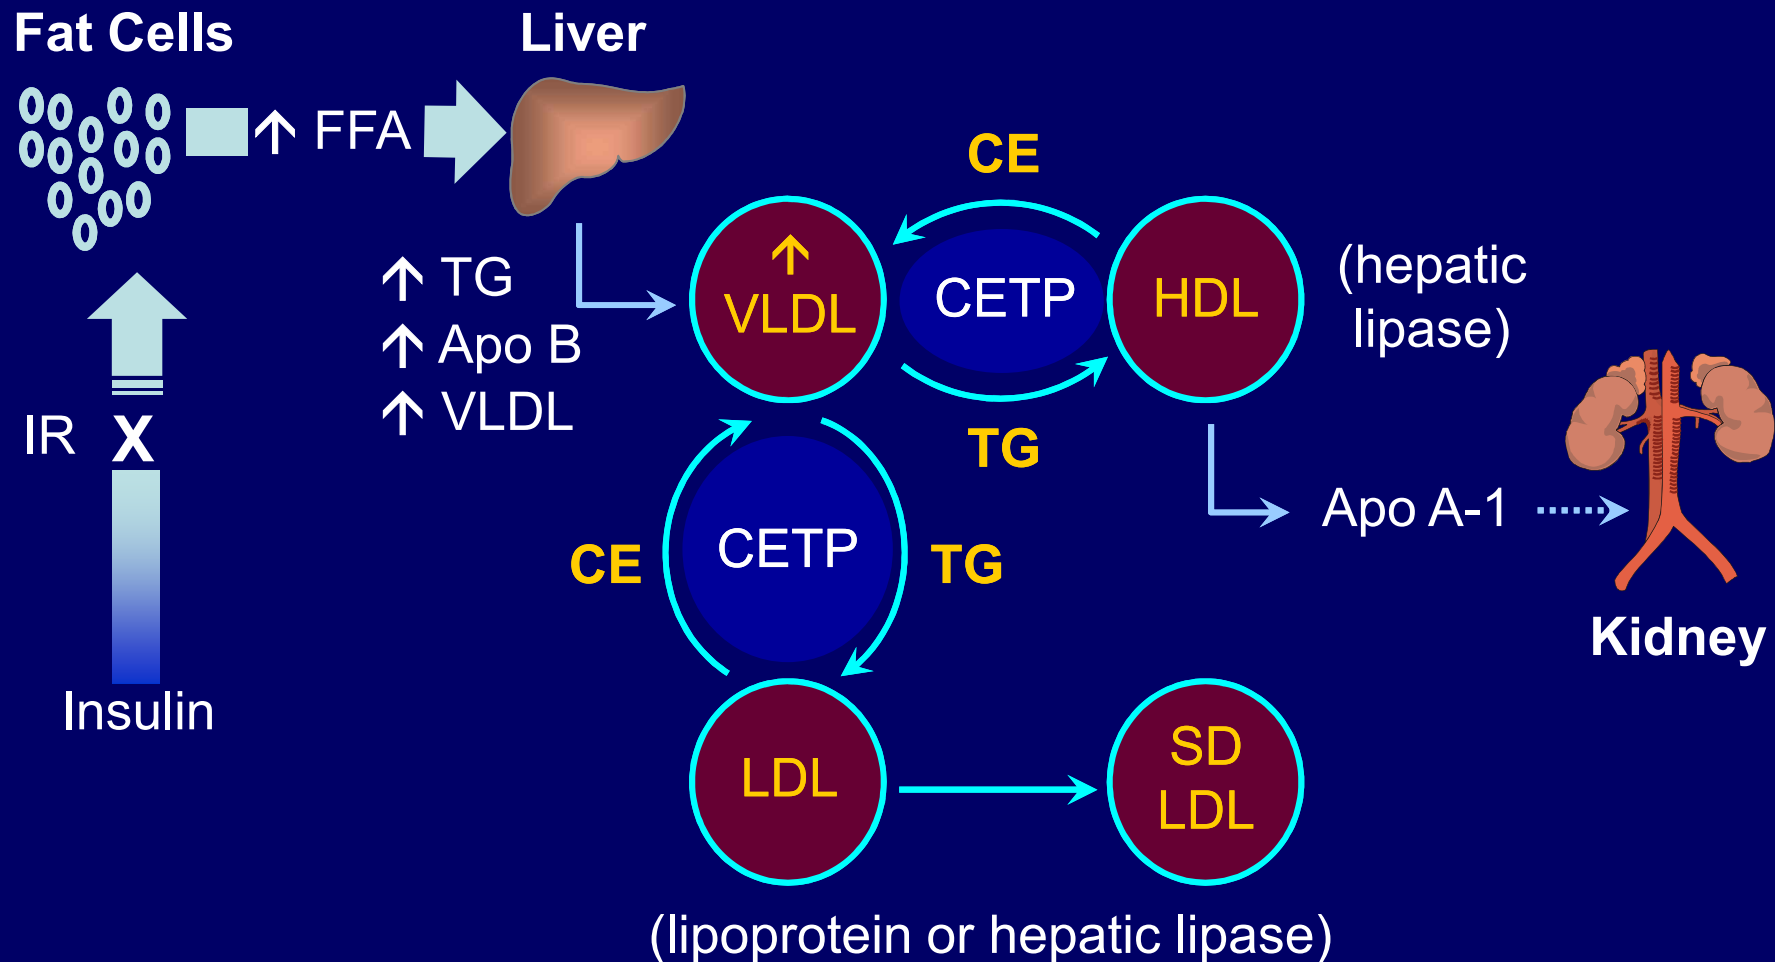 Fat Cells
Liver
↑ FFA
CE
↑ TG
↑ Apo B
↑ VLDL
↑
VLDL
CETP
HDL
(hepatic
lipase)
IR X
TG
Apo A-1
CE
CETP
TG
Kidney
Insulin
LDL
SD
LDL
(lipoprotein or hepatic lipase)